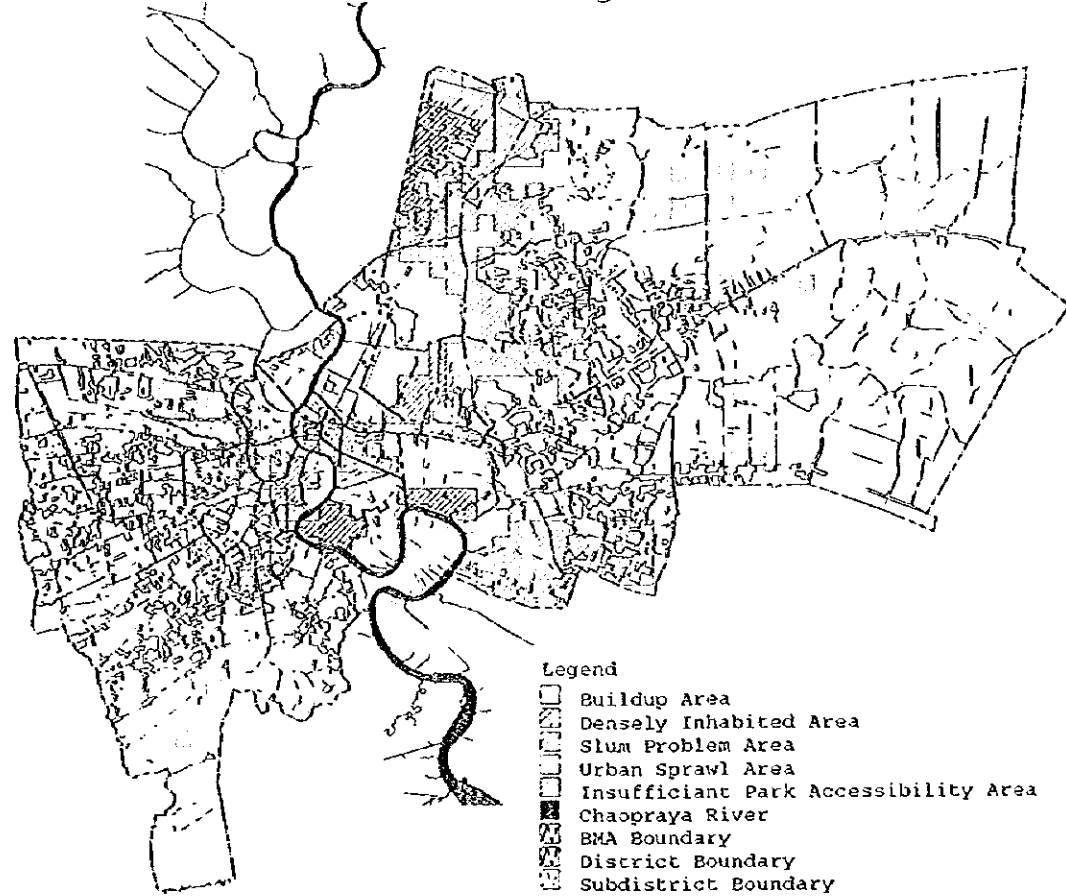 Legend
Buildup Area
Densely Inhabited Area
Slum Problem Area
Urban Sprawl Area
Insufficiant Park Accessibility Area
Chaopraya River
BMA Boundary
District Boundary
Subdistrict Boundary